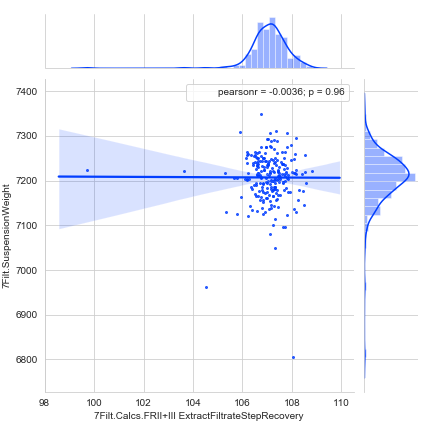 pearsonr = -0.0036; p = 0.96
7400
7300
7200
7100
7000
6900
6800
7Filt.SuspensionWeight
98 100 102 104 106 108 110
7Filt.Calcs.FRII+III ExtractFiltrateStepRecovery